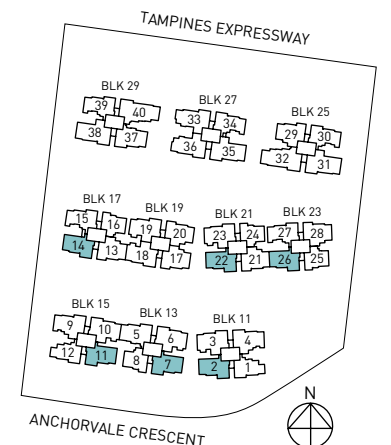 TAMPINES EXPRESSWAY
BLK 29
BLK 27
BLK 25
39 40
38 37
33 34
36 35
29 30
32 31
BLK 17
BLK 19
BLK 21
BLK 23
15 16
14 13
19 20
18 17
23 24
22 21
27 28
26 25
BLK 15
BLK 13
BLK 11
9 10
12 11
5 6
8 7
3 4
2 1
N
ANCHORVALE CRESCENT